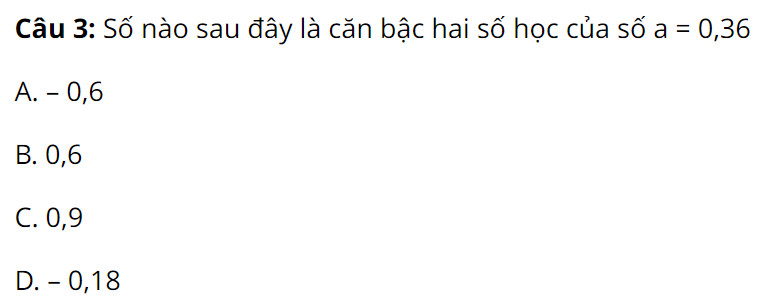 Câu 3: Số nào sau đây là căn bậc hai số học của số a = 0,36
A. – 0,6
B. 0,6
C. 0,9
D. – 0,18